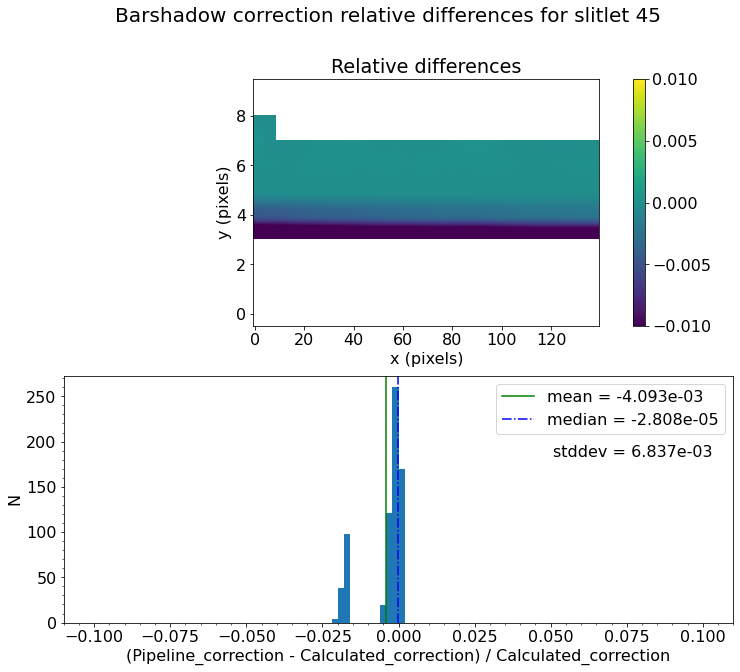 Barshadow correction relative differences for slitlet 45
Relative differences
y (pixels)
8
6
4
2
0
0 20 40 60 80 100 120
x (pixels)
0.010
0.005
0.000
−0.005
−0.010
N
250
200
150
100
50
0
mean = -4.093e-03
median = -2.808e-05
stddev = 6.837e-03
−0.100 −0.075 −0.050 −0.025 0.000 0.025 0.050 0.075 0.100
(Pipeline_correction - Calculated_correction) / Calculated_correction